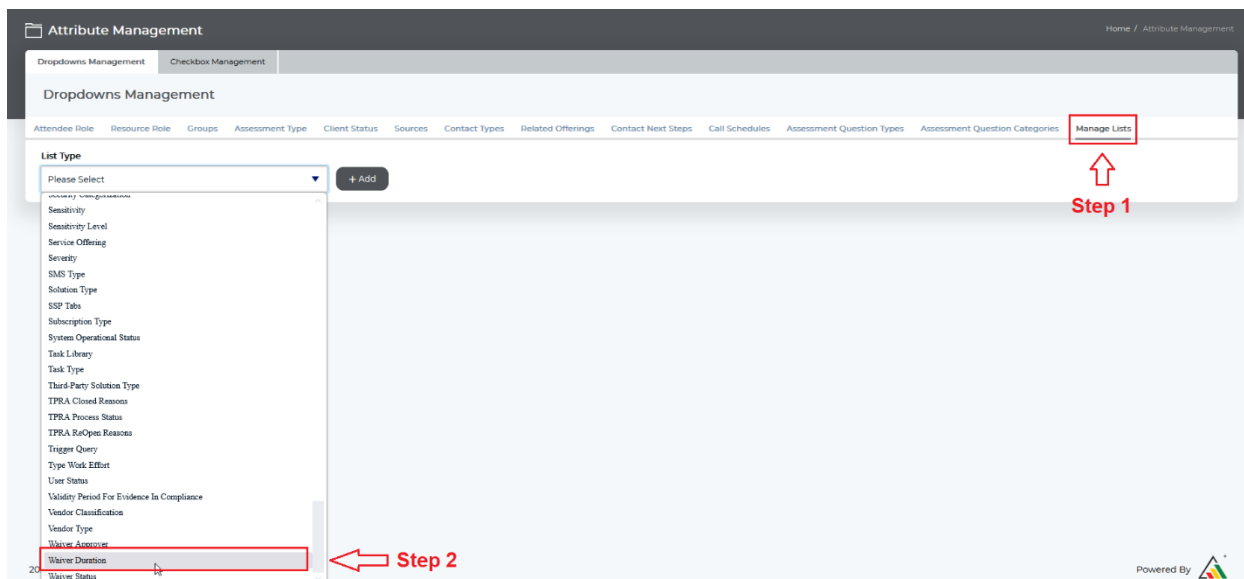 Attribute Management
Home / Attribute Management
Dropdowns Management Checkbox Management
Dropdowns Management
Attendee Role Resource Role Groups Assessment Type Client Status Sources Contact Types Related Offerings Contact Next Steps Call Schedules Assessment Question Types Assessment Question Categories Manage Lists
List Type
Please Select
+ Add
Step 1
Security Categorization
Sensitivity
Sensitivity Level
Service Offering
Severity
SMS Type
Solution Type
SSP Tabs
Subscription Type
System Operational Status
Task Library
Task Type
Third-Party Solution Type
TPRA Closed Reasons
TPRA Process Status
TPRA ReOpen Reasons
Trigger Query
Type Work Effort
User Status
Validity Period For Evidence In Compliance
Vendor Classification
Vendor Type
Waiver Approver
Waiver Duration
Step 2
20
Waiver Status
Powered By